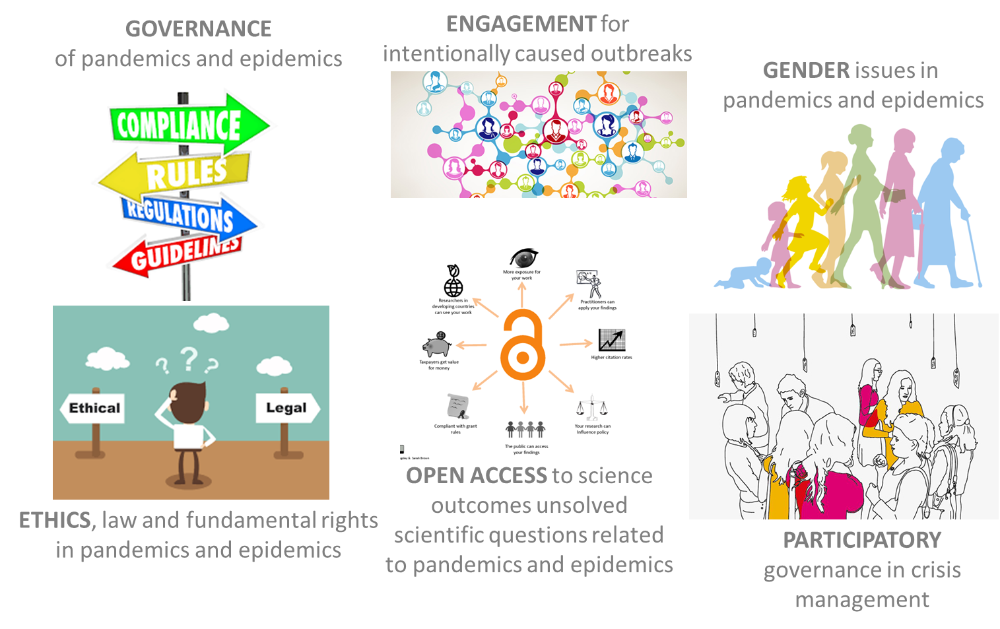 GOVERNANCE
of pandemics and epidemics
COMPLIANCE
RULES
REGULATIONS
GUIDELINES
ENGAGEMENT for
intentionally caused outbreaks
GENDER issues in
pandemics and epidemics
Ethical
Legal
? ? ?
ETHICS, law and fundamental rights
in pandemics and epidemics
More exposure for
your work
Researchers in
developing countries
can see your work
Practitioners can
apply your findings
Taxpayers get value
for money
Higher citation rates
Compliant with grant
rules
Your research can
Influence policy
The public can access
your findings
& Sarah Brown
OPEN ACCESS to science
outcomes unsolved
scientific questions related
to pandemics and epidemics
PARTICIPATORY
governance in crisis
management